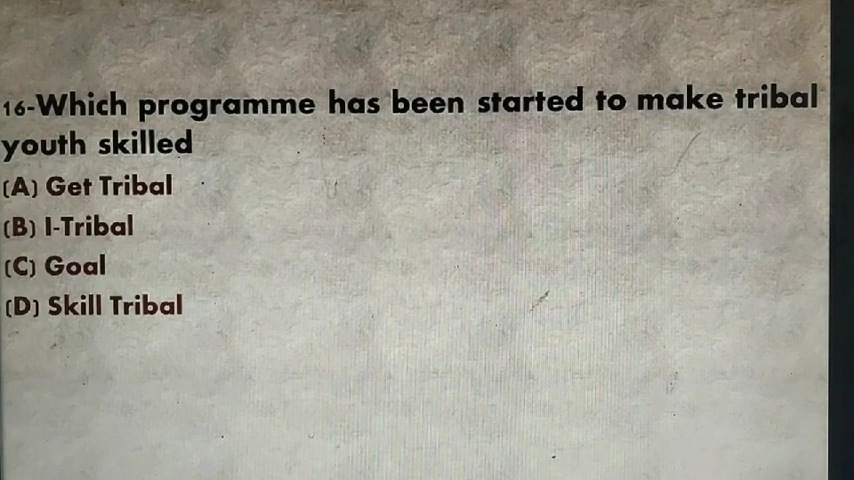 16-Which programme has been started to make tribal
youth skilled
(A) Get Tribal
(B) I-Tribal
(C) Goal
(D) Skill Tribal